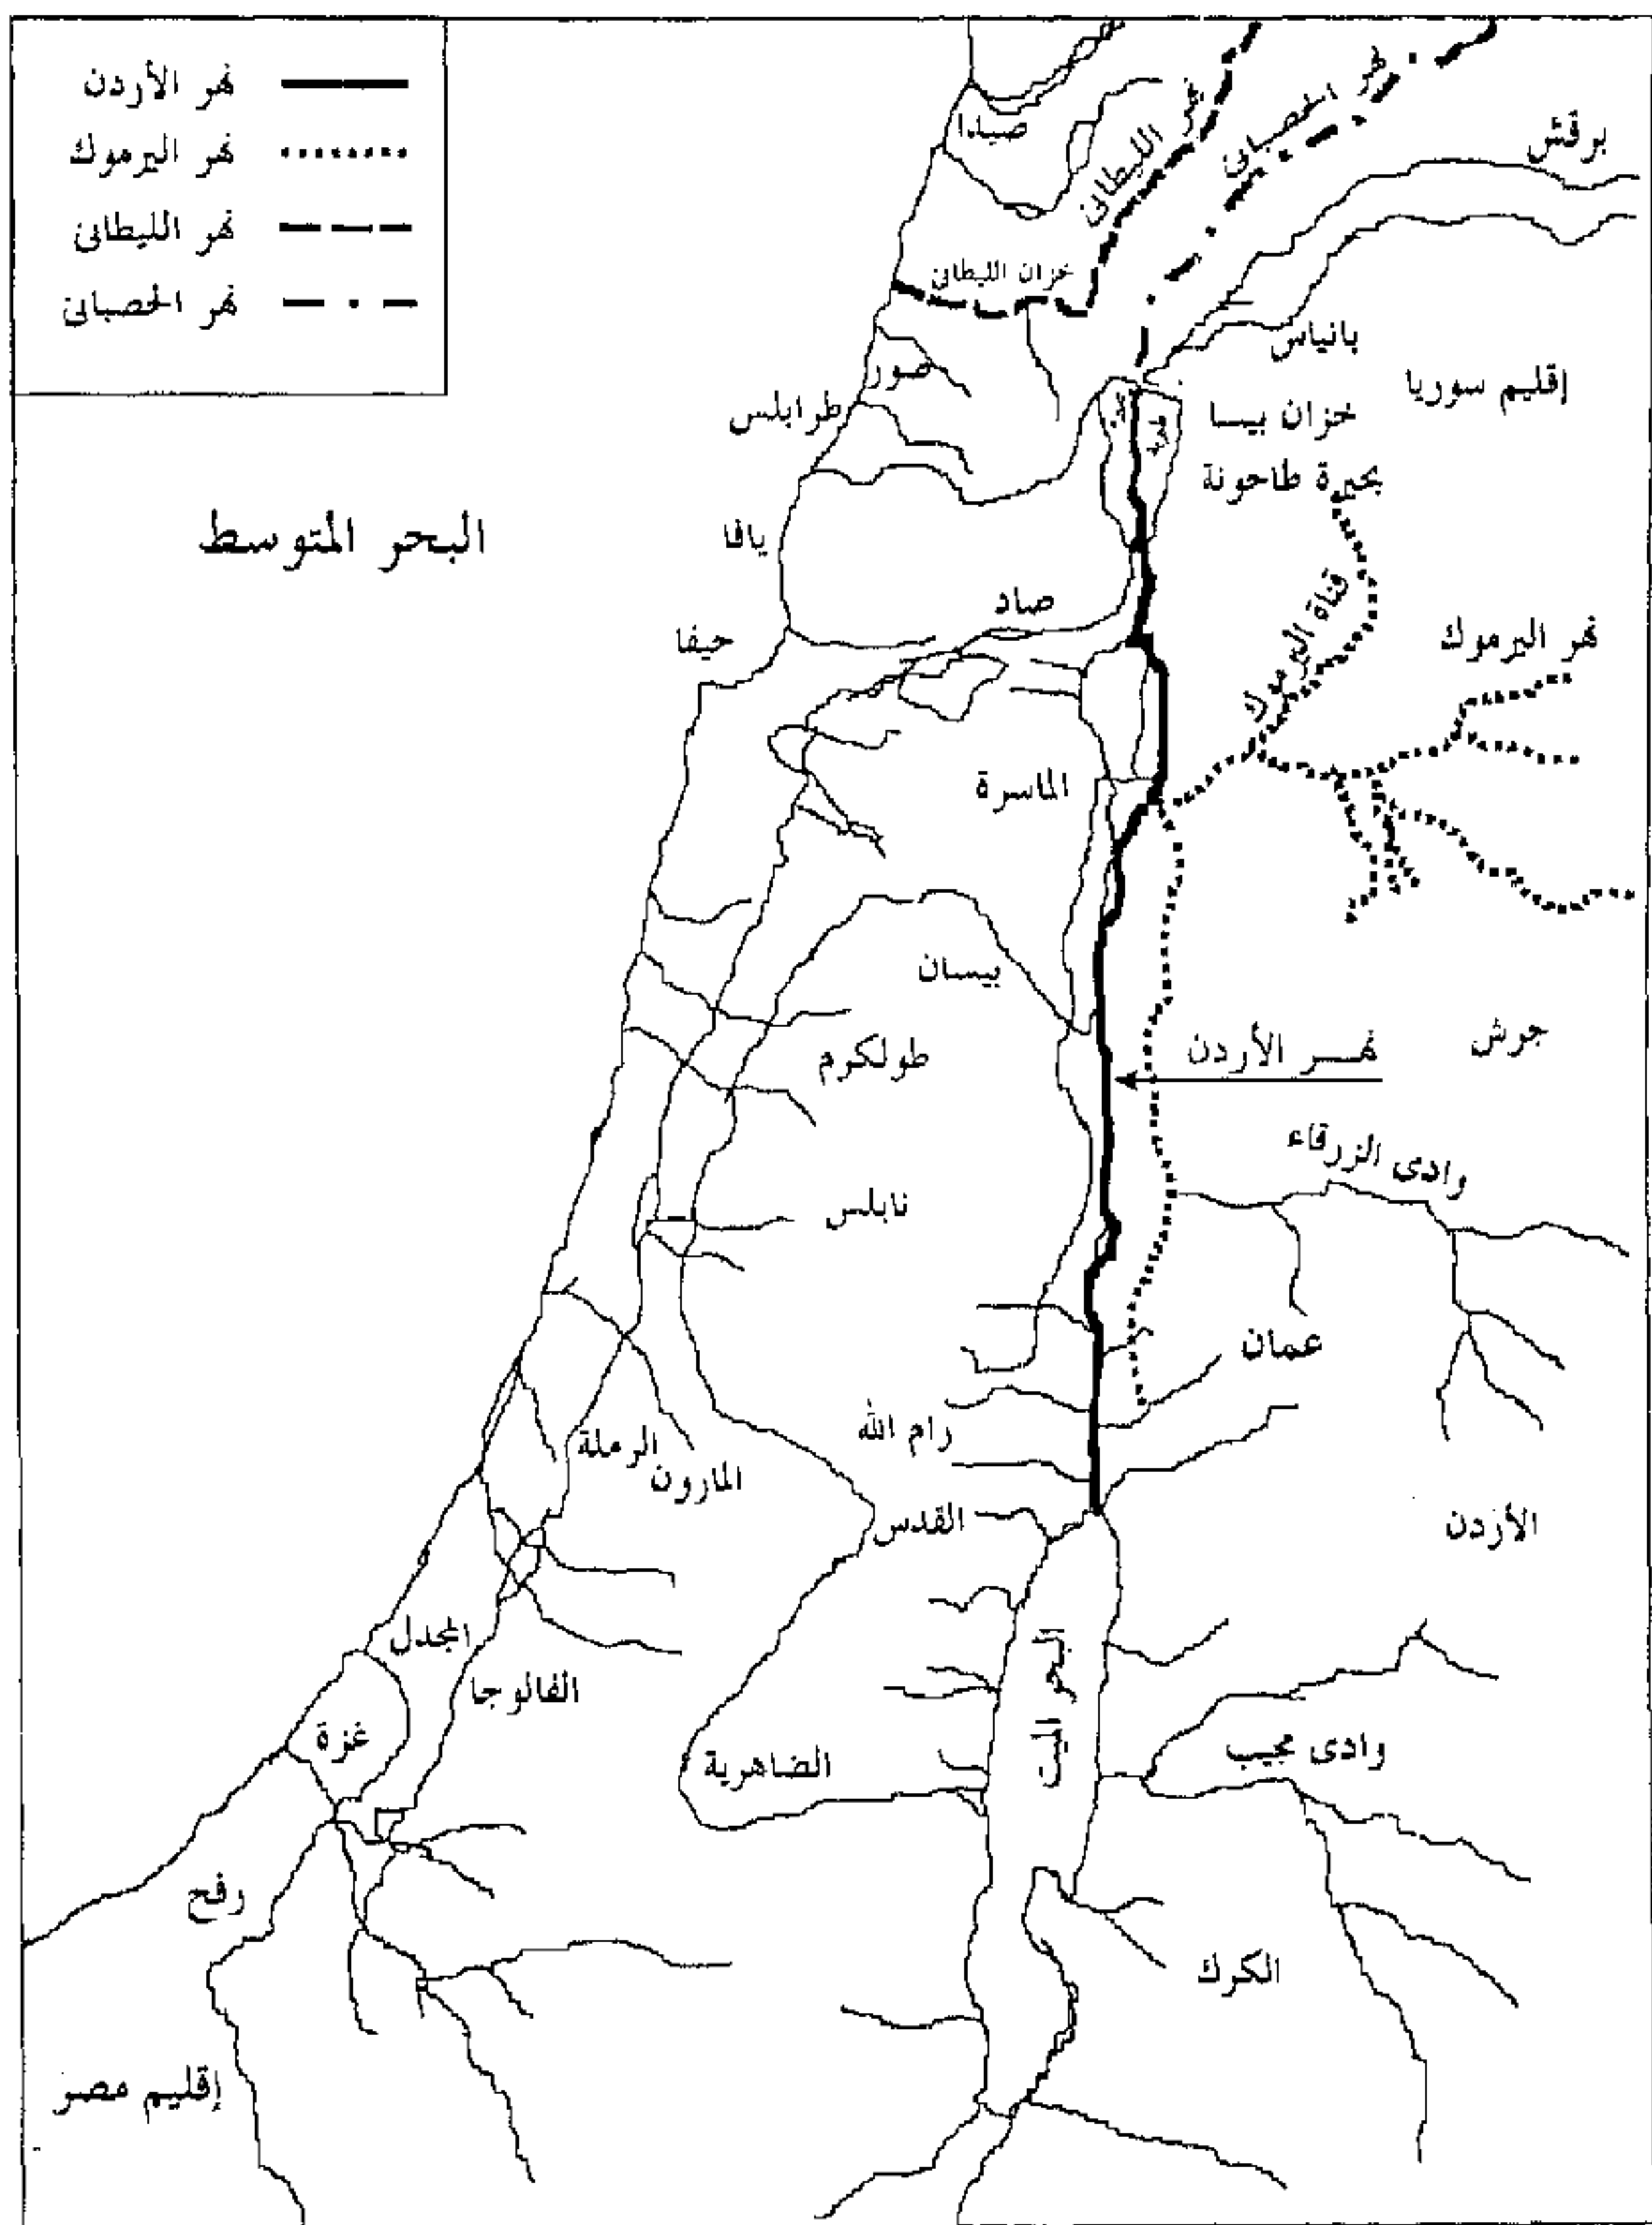 نهر الأردن
نهر اليرموك
نهر الليطانى
نهر الحصبانى
صيدا
نهر الليطانى
نهر الحصبانى
برقش
خزان الليطانى
بانياس
صور
إقليم سوريا
طرابلس
خزان بيسا
بحيرة طاحونة
البحر المتوسط
يافا
قناة اليرموك
صاد
حيفا
نهر اليرموك
الماسرة
بيسان
جرش
نهـــر الأردن
طولكرم
وادى الزرقاء
نابلس
عمان
رام الله
الرملة
المارون
القدس
الأردن
المجدل
الفالوجا
البحر الميت
غزة
وادى مجيب
الضاهرية
رفح
الكرك
إقليم مصر